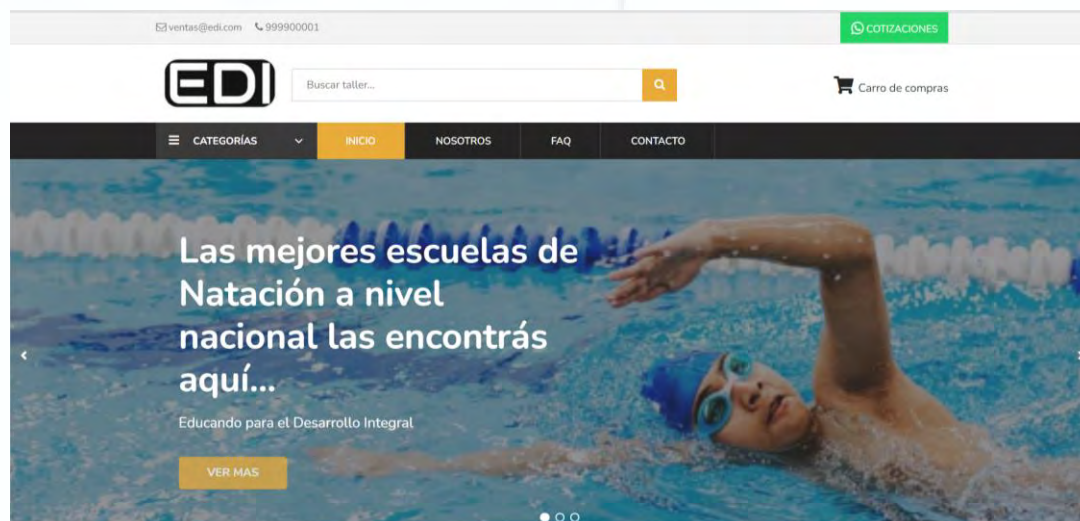 ventas@edi.com 999900001
COTIZACIONES
EDI
Buscar taller...
Carro de compras
CATEGORÍAS
INICIO
NOSOTROS
FAQ
CONTACTO
Las mejores escuelas de
Natación a nivel
nacional las encontrás
aquí...
Educando para el Desarrollo Integral
VER MAS